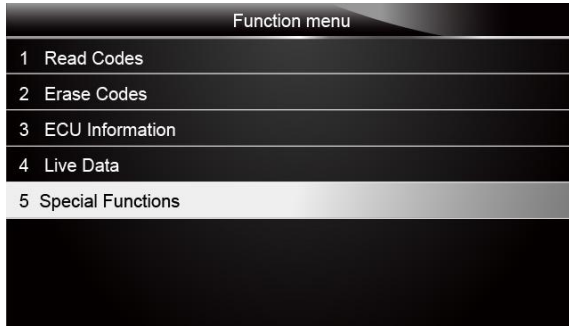 Function menu
1 Read Codes
2 Erase Codes
3 ECU Information
4 Live Data
5 Special Functions